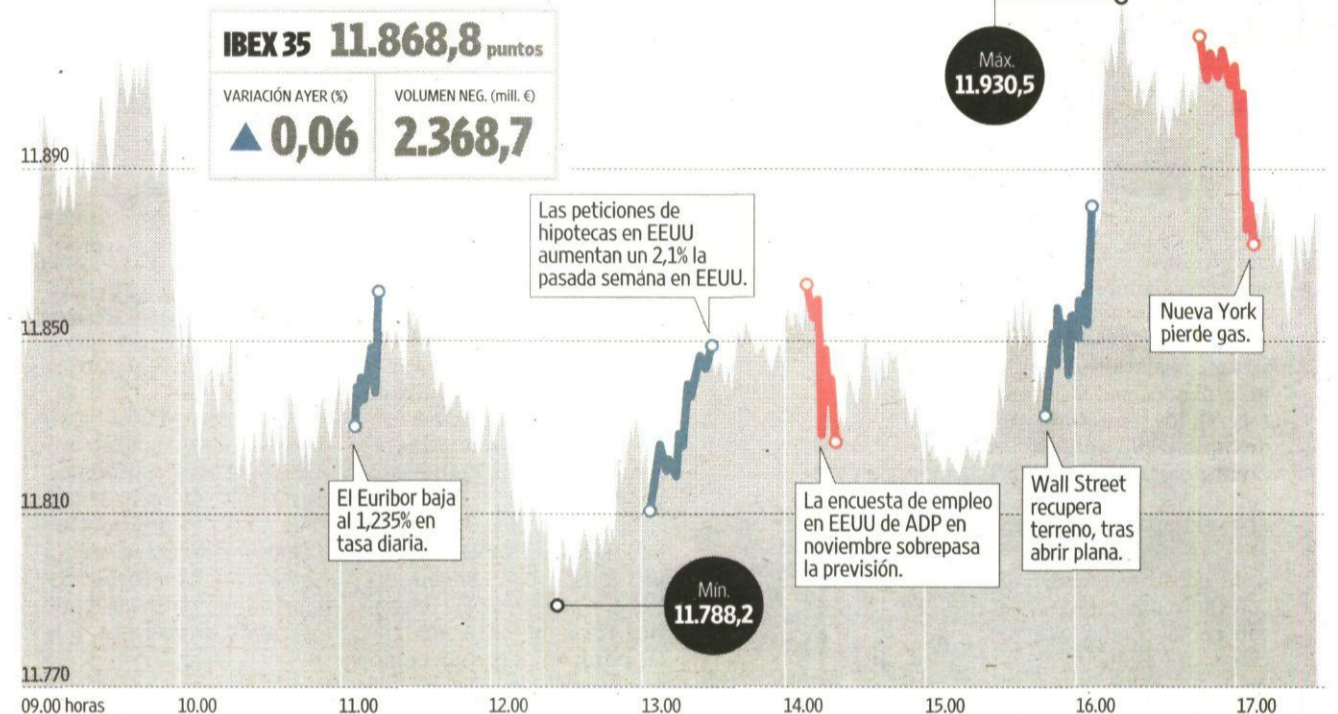 IBEX 35 11.868,8 puntos
VARIACIÓN AYER (%)
0,06
VOLUMEN NEG. (mill. €)
2.368,7
Máx.
11.930,5
11.890
Las peticiones de
hipotecas en EEUU
aumentan un 2,1% la
pasada semana en EEUU.
Nueva York
pierde gas.
11.850
El Euribor baja
al 1,235% en
tasa diaria.
La encuesta de empleo
en EEUU de ADP en
noviembre sobrepasa
la previsión.
Wall Street
recupera
terreno, tras
abrir plana.
11.810
Mín.
11.788,2
11.770
09.00 horas 10.00 11.00 12.00 13.00 14.00 15.00 16.00 17.00